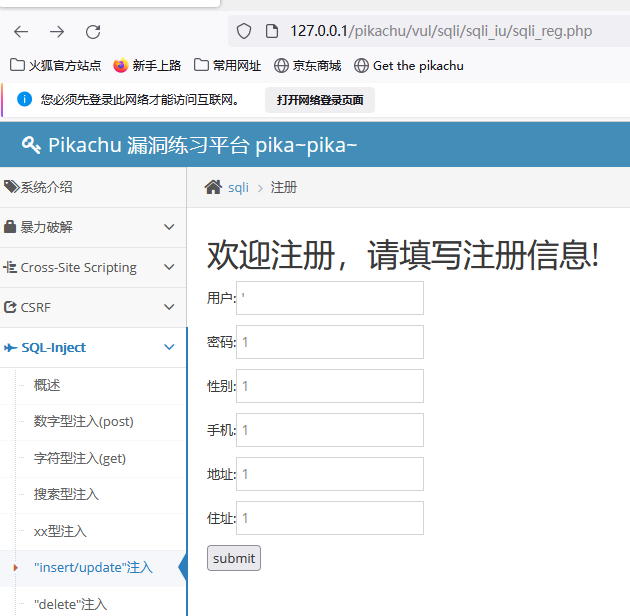 127.0.0.1/pikachu/vul/sqli/sqli_iu/sqli_reg.php
火狐官方站点 新手上路 常用网址 京东商城 Get the pikachu
您必须先登录此网络才能访问互联网。 打开网络登录页面
Pikachu 漏洞练习平台 pika~pika~
系统介绍
sqli > 注册
暴力破解
Cross-Site Scripting
CSRF
SQL-Inject
概述
数字型注入(post)
字符型注入(get)
搜索型注入
xx型注入
"insert/update"注入
"delete"注入
欢迎注册，请填写注册信息!
用户: '
密码: 1
性别: 1
手机: 1
地址: 1
住址: 1
submit